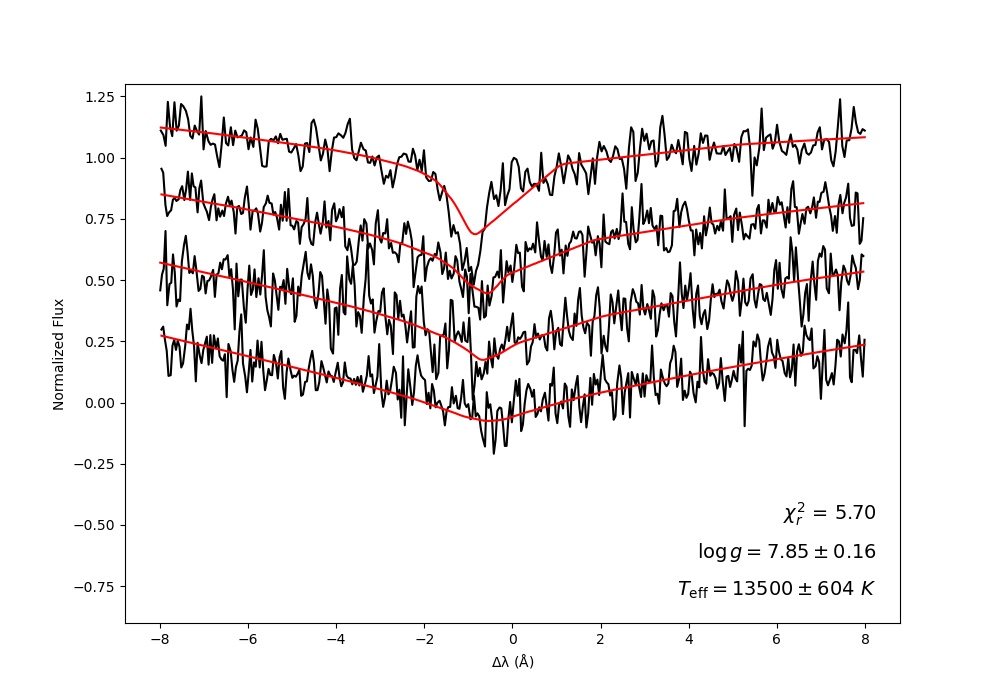 Normalized Flux
1.25
1.00
0.75
0.50
0.25
0.00
−0.25
−0.50
−0.75
χ²ᵣ = 5.70
log g = 7.85 ± 0.16
T_eff = 13500 ± 604 K
−8 −6 −4 −2 0 2 4 6 8
Δλ (Å)